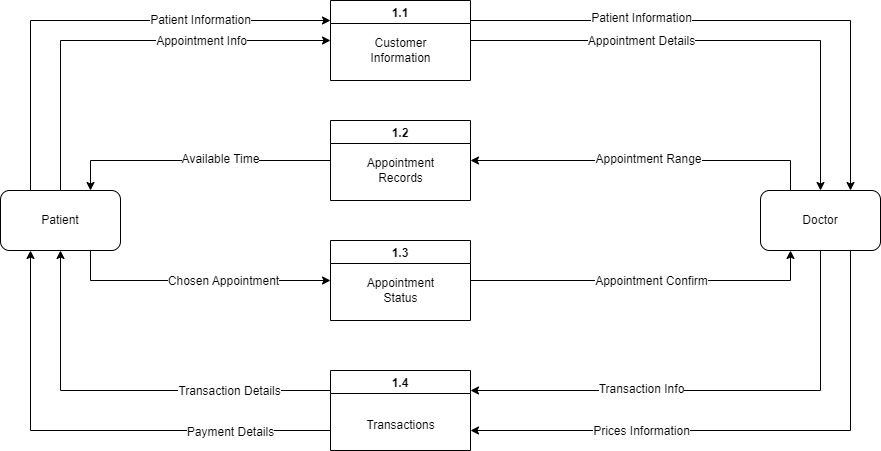 Patient Information
1.1
Patient Information
Appointment Info
Customer
Information
Appointment Details
1.2
Available Time
Appointment
Records
Appointment Range
Patient
Doctor
1.3
Chosen Appointment
Appointment
Status
Appointment Confirm
1.4
Transaction Details
Transaction Info
Transactions
Payment Details
Prices Information